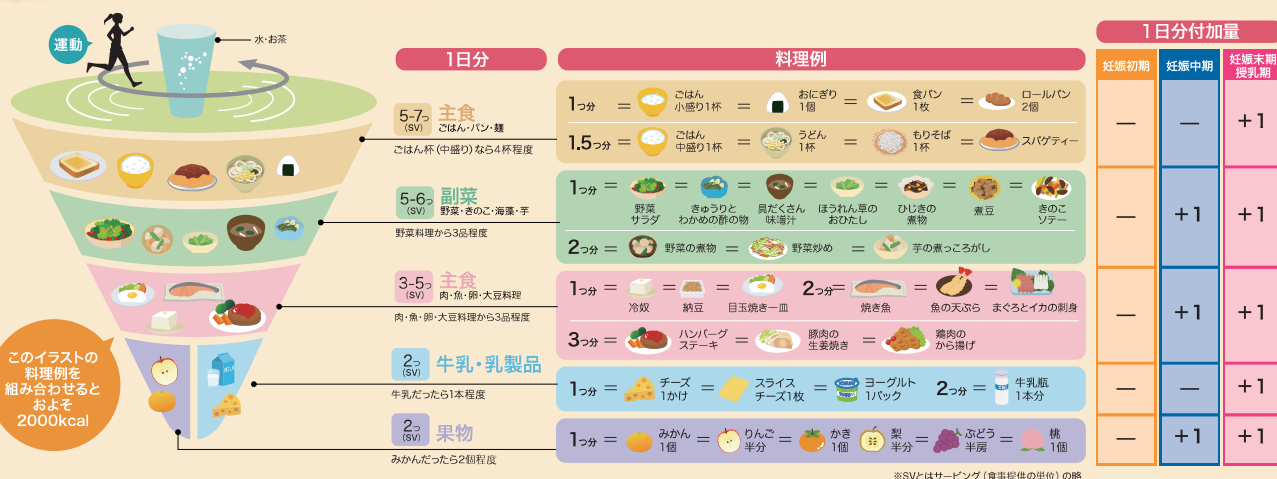 運動
水・お茶
1日分
料理例
1日分付加量
妊娠初期
妊娠中期
妊娠末期
授乳期
5-7つ
(SV)
主食
ごはん・パン・麺
ごはん杯(中盛り)なら4杯程度
1つ分 = ごはん 小盛り1杯 = おにぎり 1個 = 食パン 1枚 = ロールパン 2個
1.5つ分 = ごはん 中盛り1杯 = うどん 1杯 = もりそば 1杯 = スパゲティー
— — +1
5-6つ
(SV)
副菜
野菜・きのこ・海藻・芋
野菜料理から3品程度
1つ分 = 野菜 サラダ = きゅうりと わかめの酢の物 = 具だくさん 味噌汁 = ほうれん草の おひたし = ひじきの 煮物 = 煮豆 = きのこ ソテー
2つ分 = 野菜の煮物 = 野菜炒め = 芋の煮っころがし
— +1 +1
3-5つ
(SV)
主食
肉・魚・卵・大豆料理
肉・魚・卵・大豆料理から3品程度
1つ分 = 冷奴 = 納豆 = 目玉焼き一皿 2つ分= 焼き魚 = 魚の天ぷら = まぐろとイカの刺身
3つ分 = ハンバーグ ステーキ = 豚肉の 生姜焼き = 鶏肉の から揚げ
— +1 +1
2つ
(SV)
牛乳・乳製品
牛乳だったら1本程度
MILK
1つ分 = チーズ 1かけ = スライス チーズ1枚 = ヨーグルト 1パック 2つ分 = 牛乳瓶 1本分
— — +1
2つ
(SV)
果物
みかんだったら2個程度
1つ分 = みかん 1個 = りんご 半分 = かき 1個 梨 半分 = ぶどう 半房 = 桃 1個
— +1 +1
このイラストの
料理例を
組み合わせると
およそ
2000kcal
※SVとはサービング(食事提供の単位)の略